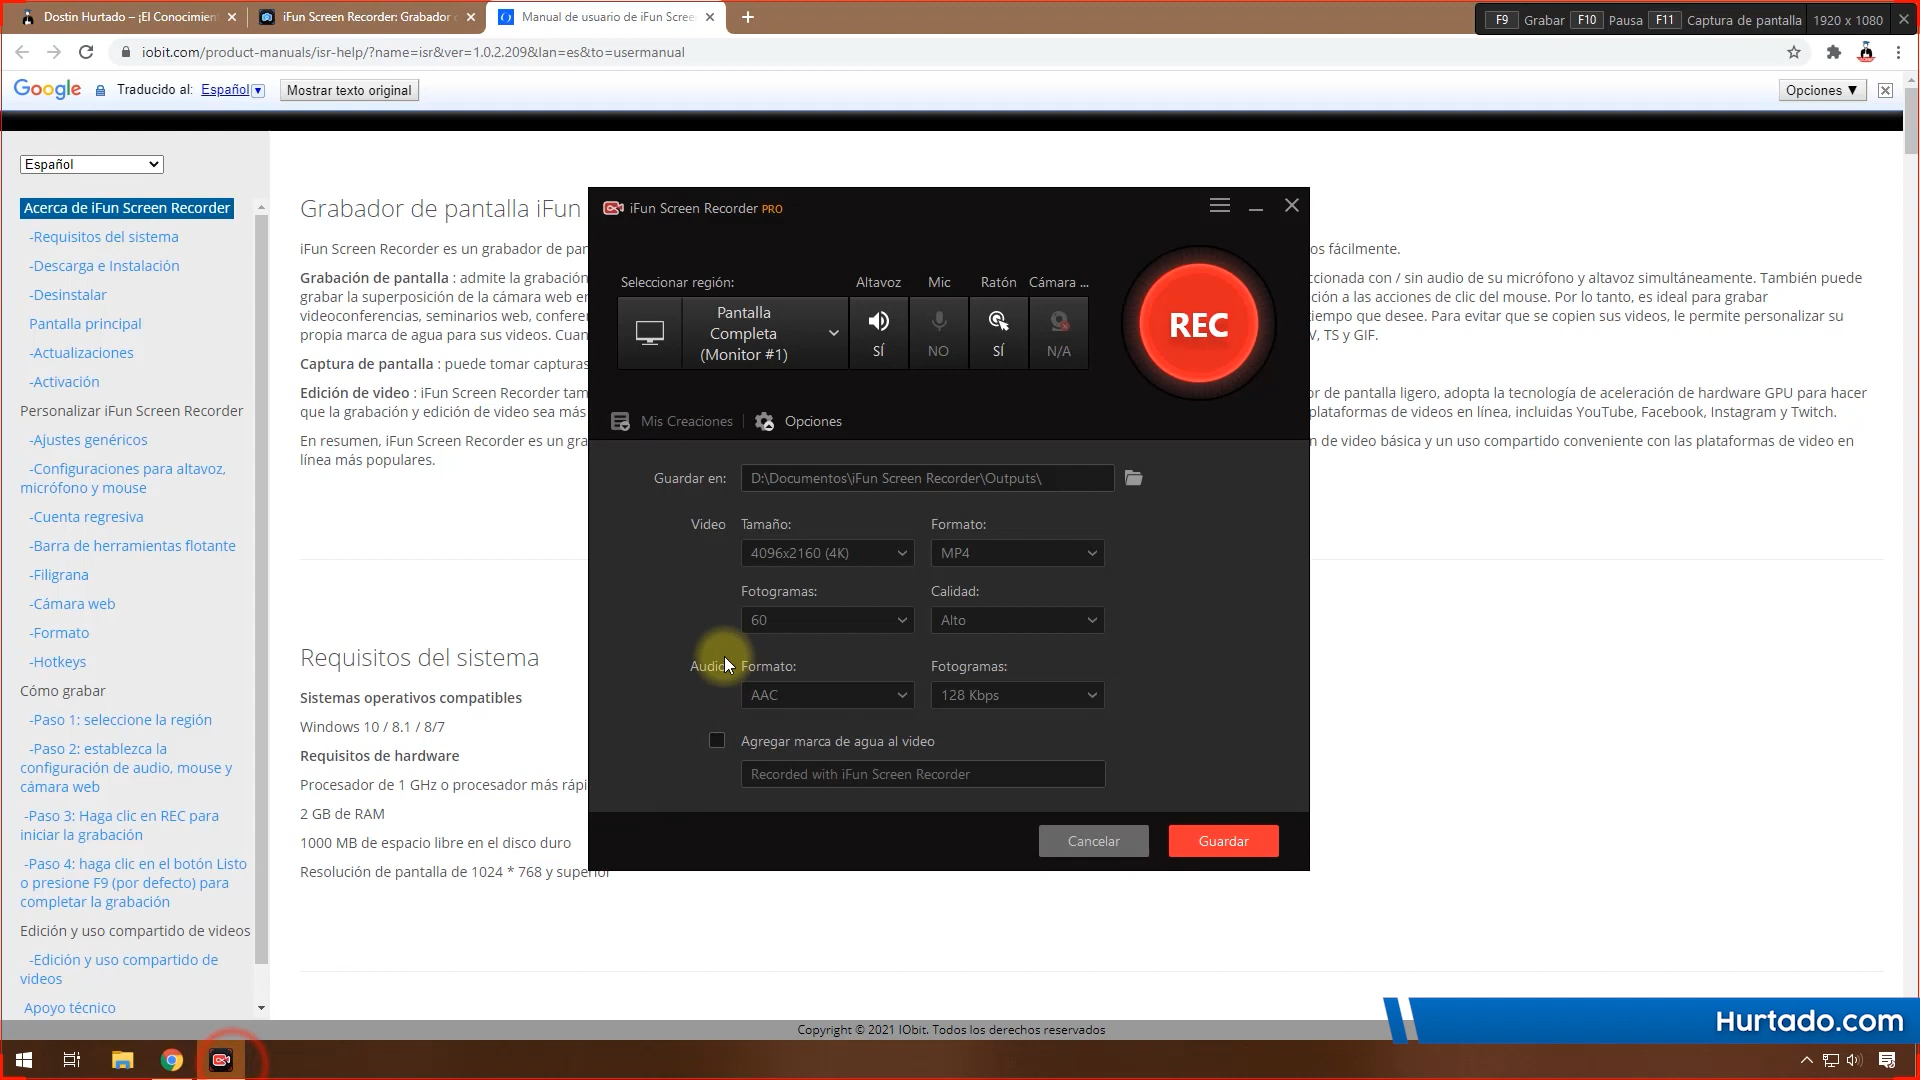 Dostin Hurtado – ¡El Conocimien
iFun Screen Recorder: Grabador
Manual de usuario de iFun Scree
F9 Grabar F10 Pausa F11 Captura de pantalla 1920 x 1080
iobit.com/product-manuals/isr-help/?name=isr&ver=1.0.2.209&lan=es&to=usermanual
Google Traducido al: Español Mostrar texto original
Opciones ▼
Español
Acerca de iFun Screen Recorder
-Requisitos del sistema
-Descarga e Instalación
-Desinstalar
Pantalla principal
-Actualizaciones
-Activación
Personalizar iFun Screen Recorder
-Ajustes genéricos
-Configuraciones para altavoz,
micrófono y mouse
-Cuenta regresiva
-Barra de herramientas flotante
-Filigrana
-Cámara web
-Formato
-Hotkeys
Cómo grabar
-Paso 1: seleccione la región
-Paso 2: establezca la
configuración de audio, mouse y
cámara web
-Paso 3: Haga clic en REC para
iniciar la grabación
-Paso 4: haga clic en el botón Listo
o presione F9 (por defecto) para
completar la grabación
Edición y uso compartido de videos
-Edición y uso compartido de
videos
Apoyo técnico
Grabador de pantalla iFun
iFun Screen Recorder es un grabador de pan
os fácilmente.
Grabación de pantalla : admite la grabación
ccionada con / sin audio de su micrófono y altavoz simultáneamente. También puede
grabar la superposición de la cámara web en
ción a las acciones de clic del mouse. Por lo tanto, es ideal para grabar
videoconferencias, seminarios web, conferen
tiempo que desee. Para evitar que se copien sus videos, le permite personalizar su
propia marca de agua para sus videos. Cuan
V, TS y GIF.
Captura de pantalla : puede tomar capturas
Edición de video : iFun Screen Recorder tam
or de pantalla ligero, adopta la tecnología de aceleración de hardware GPU para hacer
que la grabación y edición de video sea más
plataformas de videos en línea, incluidas YouTube, Facebook, Instagram y Twitch.
En resumen, iFun Screen Recorder es un gra
n de video básica y un uso compartido conveniente con las plataformas de video en
línea más populares.
Requisitos del sistema
Sistemas operativos compatibles
Windows 10 / 8.1 / 8/7
Requisitos de hardware
Procesador de 1 GHz o procesador más rápi
2 GB de RAM
1000 MB de espacio libre en el disco duro
Resolución de pantalla de 1024 * 768 y superior
iFun Screen Recorder PRO
Seleccionar región: Altavoz Mic Ratón Cámara ...
Pantalla
Completa
(Monitor #1)
SÍ NO SÍ N/A
REC
Mis Creaciones Opciones
Guardar en: D:\Documentos\iFun Screen Recorder\Outputs\
Video Tamaño: Formato:
4096x2160 (4K) MP4
Fotogramas: Calidad:
60 Alto
Audio Formato: Fotogramas:
AAC 128 Kbps
Agregar marca de agua al video
Recorded with iFun Screen Recorder
Cancelar Guardar
Copyright © 2021 IObit. Todos los derechos reservados
Hurtado.com